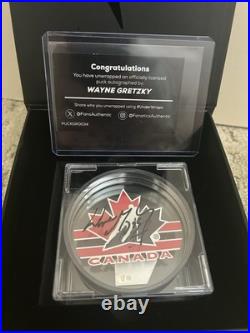 Congratulations
You have unwrapped an officially licensed
puck autographed by
WAYNE GRETZKY
Share who you unwrapped using #UnderWraps
@FansAuthentic @FanaticsAuthentic
CANADA